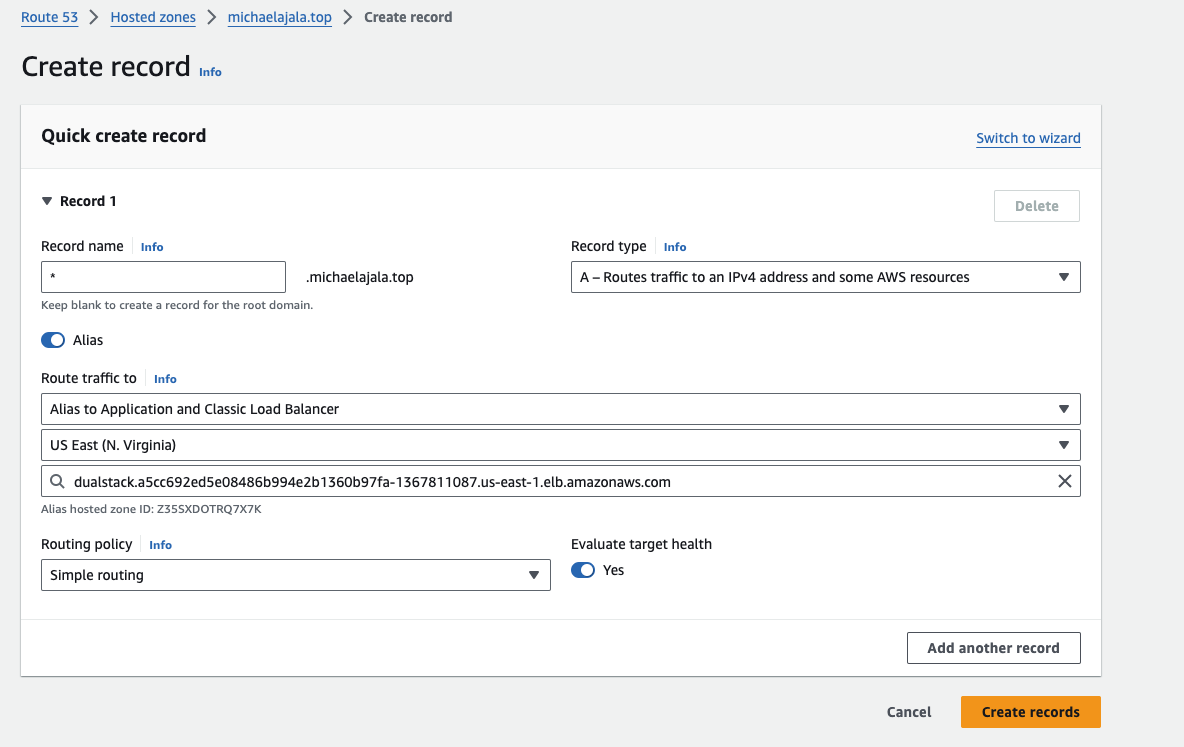 Route 53 > Hosted zones > michaelajala.top > Create record
Create record Info
Quick create record
Switch to wizard
Record 1
Delete
Record name Info
Record type Info
* .michaelajala.top
A – Routes traffic to an IPv4 address and some AWS resources
Keep blank to create a record for the root domain.
Alias
Route traffic to Info
Alias to Application and Classic Load Balancer
US East (N. Virginia)
dualstack.a5cc692ed5e08486b994e2b1360b97fa-1367811087.us-east-1.elb.amazonaws.com
Alias hosted zone ID: Z35SXDOTRQ7X7K
Routing policy Info
Evaluate target health
Simple routing
Yes
Add another record
Cancel
Create records